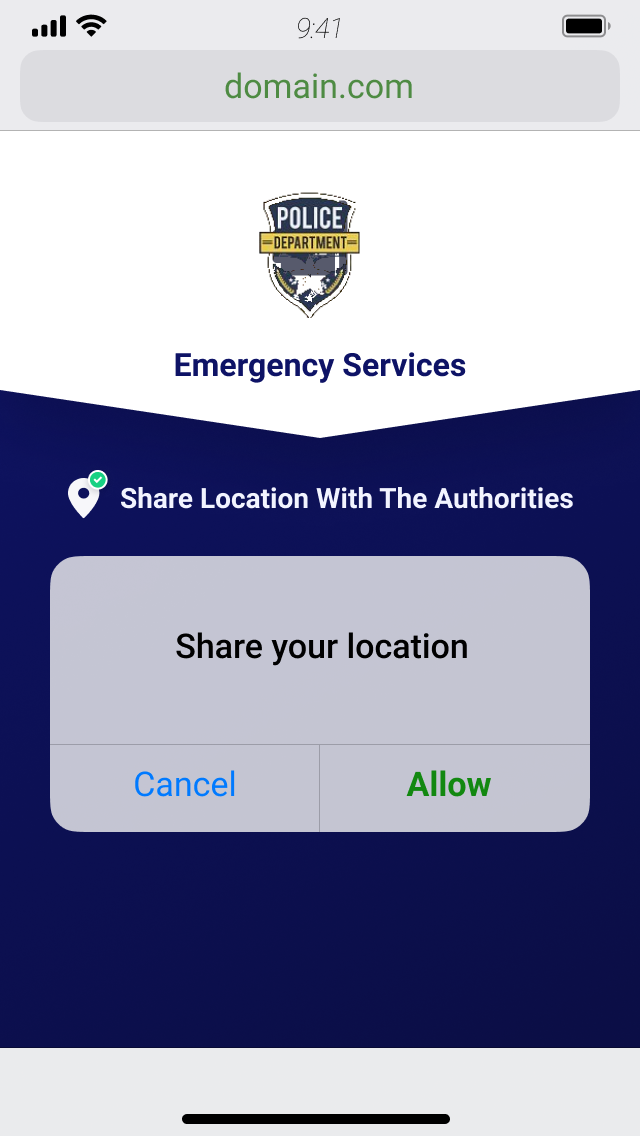 9:41
domain.com
POLICE
DEPARTMENT
Emergency Services
Share Location With The Authorities
Share your location
Cancel
Allow